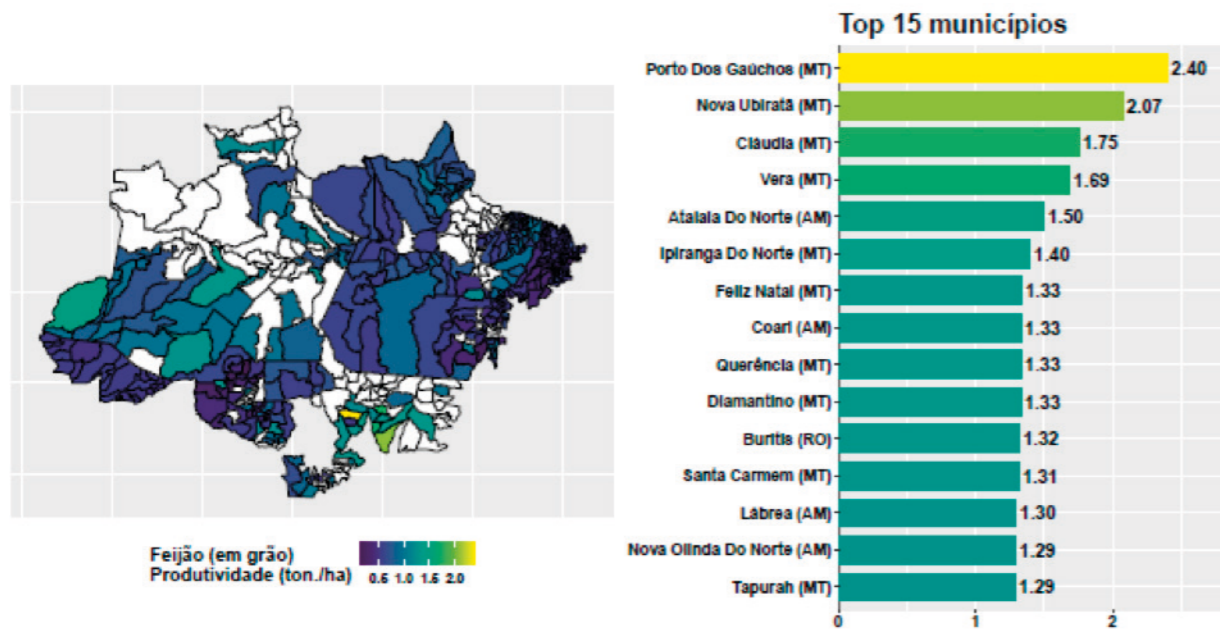 Top 15 municípios
Porto Dos Gaúchos (MT) 2.40
Nova Ubiratã (MT) 2.07
Cláudia (MT) 1.75
Vera (MT) 1.69
Atalaia Do Norte (AM) 1.50
Ipiranga Do Norte (MT) 1.40
Feliz Natal (MT) 1.33
Coari (AM) 1.33
Querência (MT) 1.33
Diamantino (MT) 1.33
Buritis (RO) 1.32
Santa Carmem (MT) 1.31
Lábrea (AM) 1.30
Nova Olinda Do Norte (AM) 1.29
Tapurah (MT) 1.29
0 1 2
Feijão (em grão)
Produtividade (ton./ha)
0.5 1.0 1.5 2.0